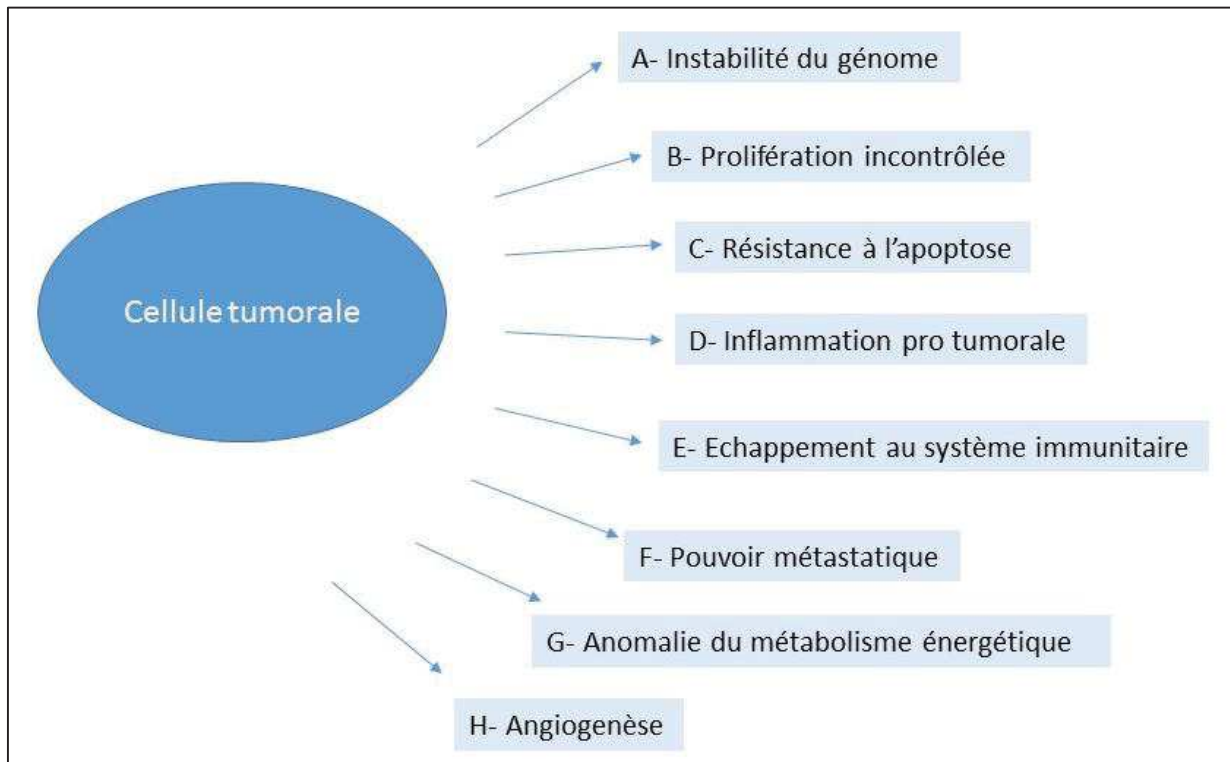 A- Instabilité du génome
B- Prolifération incontrôlée
C- Résistance à l’apoptose
Cellule tumorale
D- Inflammation pro tumorale
E- Echappement au système immunitaire
F- Pouvoir métastatique
G- Anomalie du métabolisme énergétique
H- Angiogenèse